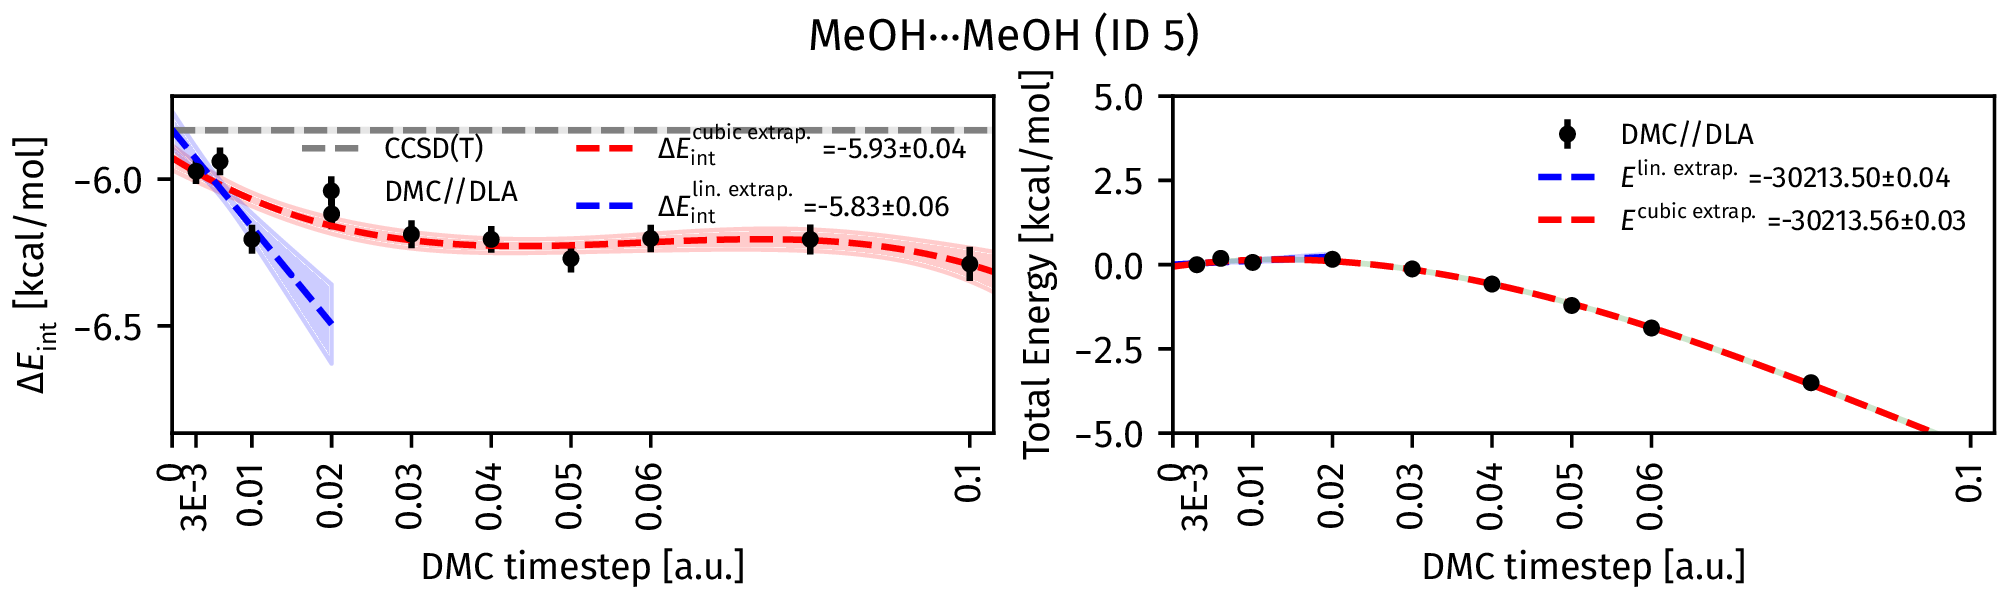 MeOH···MeOH (ID 5)
ΔE_int [kcal/mol]
−6.0
−6.5
CCSD(T)
DMC//DLA
ΔE_int^cubic extrap. =-5.93±0.04
ΔE_int^lin. extrap. =-5.83±0.06
0
3E-3
0.01
0.02
0.03
0.04
0.05
0.06
0.1
DMC timestep [a.u.]
Total Energy [kcal/mol]
5.0
2.5
0.0
−2.5
−5.0
DMC//DLA
E^lin. extrap. =-30213.50±0.04
E^cubic extrap. =-30213.56±0.03
0
3E-3
0.01
0.02
0.03
0.04
0.05
0.06
0.1
DMC timestep [a.u.]